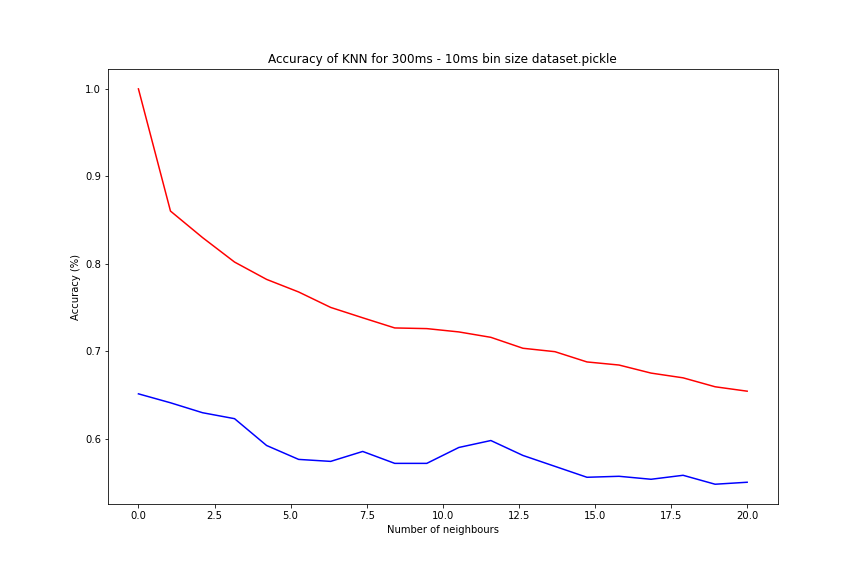 Accuracy of KNN for 300ms - 10ms bin size dataset.pickle
1.0
0.9
0.8
0.7
0.6
Accuracy (%)
0.0 2.5 5.0 7.5 10.0 12.5 15.0 17.5 20.0
Number of neighbours